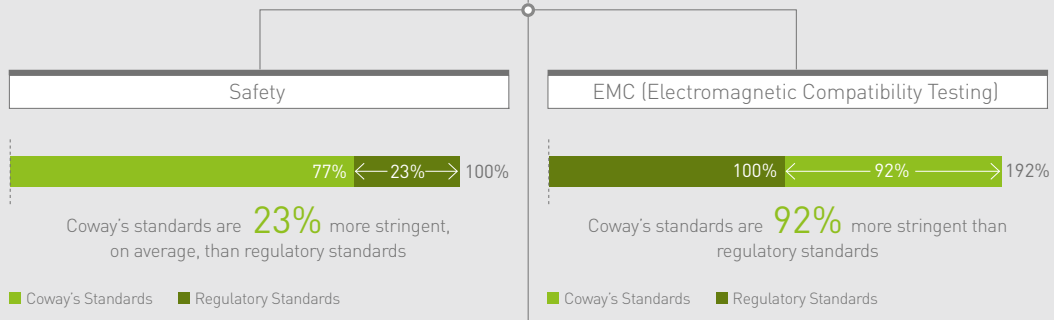 Safety
77% 23% 100%
Coway's standards are 23% more stringent,
on average, than regulatory standards
Coway's Standards Regulatory Standards
EMC (Electromagnetic Compatibility Testing)
100% 92% 192%
Coway's standards are 92% more stringent than
regulatory standards
Coway's Standards Regulatory Standards